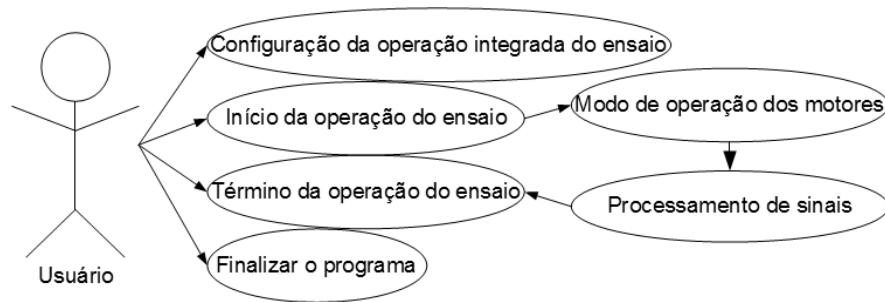 Configuração da operação integrada do ensaio
Início da operação do ensaio
Modo de operação dos motores
Término da operação do ensaio
Processamento de sinais
Finalizar o programa
Usuário